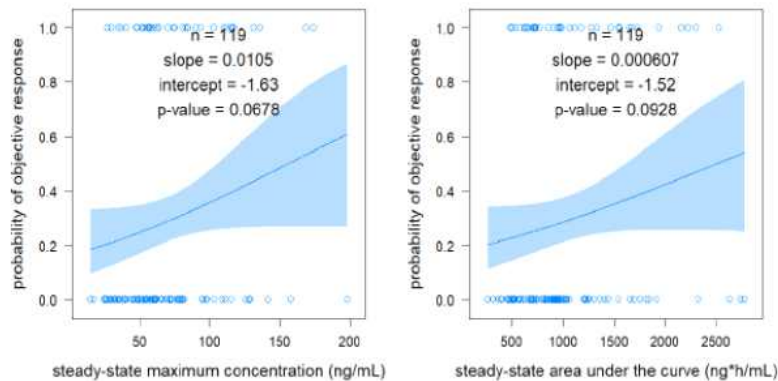 probability of objective response
1.0
0.8
0.6
0.4
0.2
0.0
n = 119
slope = 0.0105
intercept = -1.63
p-value = 0.0678
50
100
150
200
steady-state maximum concentration (ng/mL)
probability of objective response
1.0
0.8
0.6
0.4
0.2
0.0
n = 119
slope = 0.000607
intercept = -1.52
p-value = 0.0928
500
1000
1500
2000
2500
steady-state area under the curve (ng*h/mL)